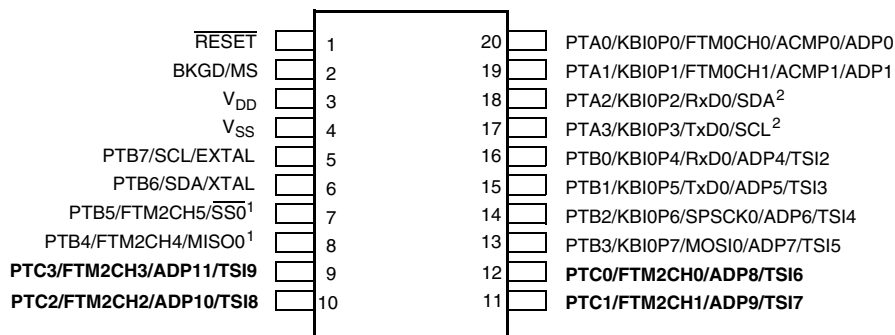 RESET 1 20 PTA0/KBI0P0/FTM0CH0/ACMP0/ADP0
BKGD/MS 2 19 PTA1/KBI0P1/FTM0CH1/ACMP1/ADP1
VDD 3 18 PTA2/KBI0P2/RxD0/SDA2
VSS 4 17 PTA3/KBI0P3/TxD0/SCL2
PTB7/SCL/EXTAL 5 16 PTB0/KBI0P4/RxD0/ADP4/TSI2
PTB6/SDA/XTAL 6 15 PTB1/KBI0P5/TxD0/ADP5/TSI3
PTB5/FTM2CH5/SS01 7 14 PTB2/KBI0P6/SPSCK0/ADP6/TSI4
PTB4/FTM2CH4/MISO01 8 13 PTB3/KBI0P7/MOSI0/ADP7/TSI5
PTC3/FTM2CH3/ADP11/TSI9 9 12 PTC0/FTM2CH0/ADP8/TSI6
PTC2/FTM2CH2/ADP10/TSI8 10 11 PTC1/FTM2CH1/ADP9/TSI7